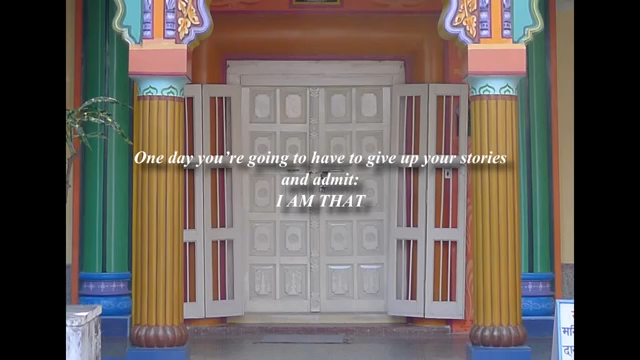 One day you're going to have to give up your stories
and admit:
I AM THAT